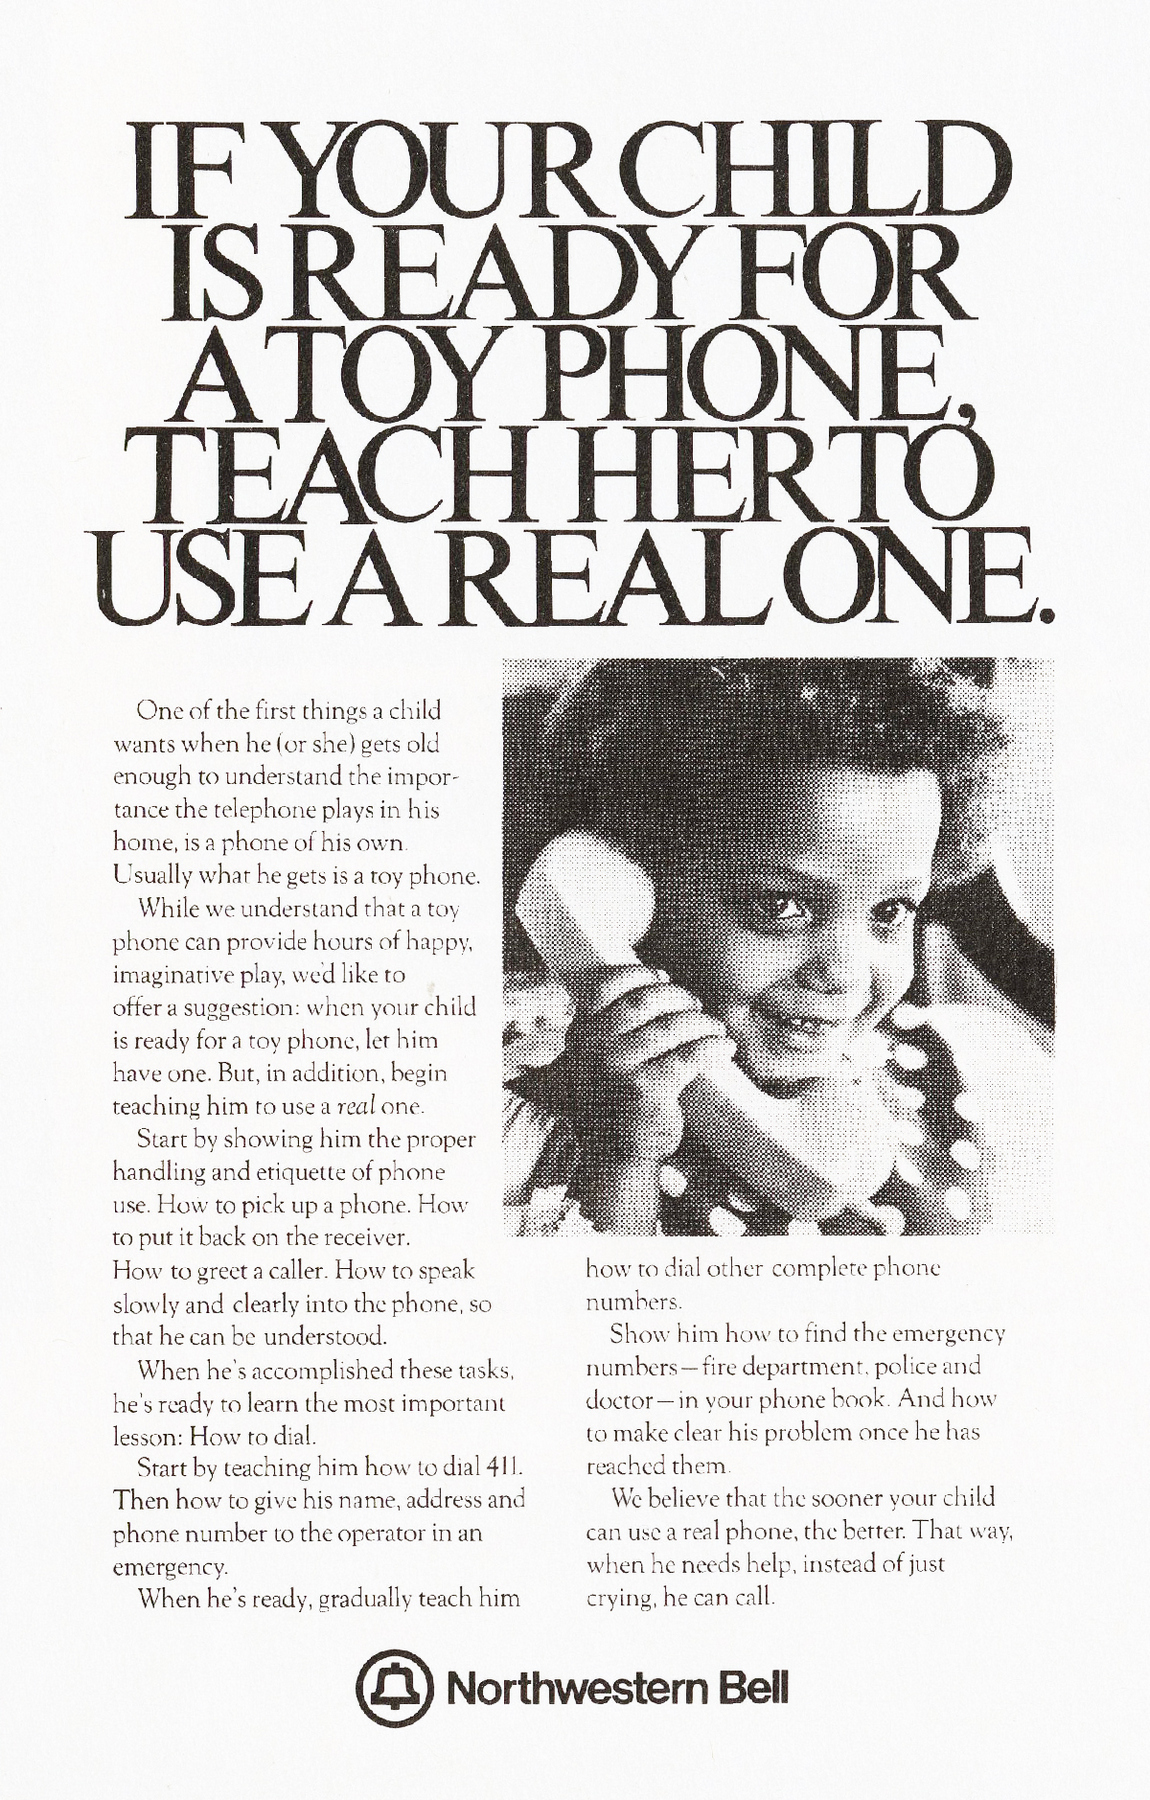 IF YOUR CHILD
IS READY FOR
A TOY PHONE,
TEACH HER TO
USE A REAL ONE.
One of the first things a child
wants when he (or she) gets old
enough to understand the impor-
tance the telephone plays in his
home, is a phone of his own.
Usually what he gets is a toy phone.
While we understand that a toy
phone can provide hours of happy,
imaginative play, we'd like to
offer a suggestion: when your child
is ready for a toy phone, let him
have one. But, in addition, begin
teaching him to use a real one.
Start by showing him the proper
handling and etiquette of phone
use. How to pick up a phone. How
to put it back on the receiver.
How to greet a caller. How to speak
slowly and clearly into the phone, so
that he can be understood.
When he's accomplished these tasks,
he's ready to learn the most important
lesson: How to dial.
Start by teaching him how to dial 411.
Then how to give his name, address and
phone number to the operator in an
emergency.
When he's ready, gradually teach him
how to dial other complete phone
numbers.
Show him how to find the emergency
numbers—fire department, police and
doctor—in your phone book. And how
to make clear his problem once he has
reached them.
We believe that the sooner your child
can use a real phone, the better. That way,
when he needs help, instead of just
crying, he can call.
Northwestern Bell